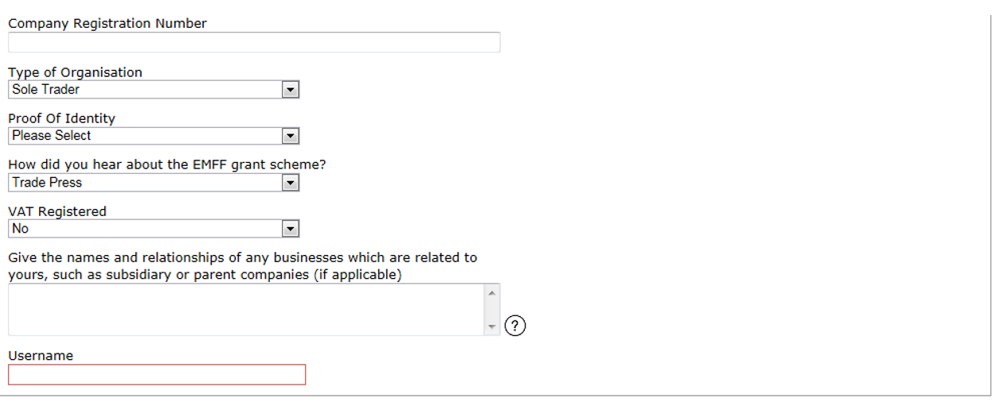 Company Registration Number
Type of Organisation
Sole Trader
Proof Of Identity
Please Select
How did you hear about the EMFF grant scheme?
Trade Press
VAT Registered
No
Give the names and relationships of any businesses which are related to
yours, such as subsidiary or parent companies (if applicable)
?
Username